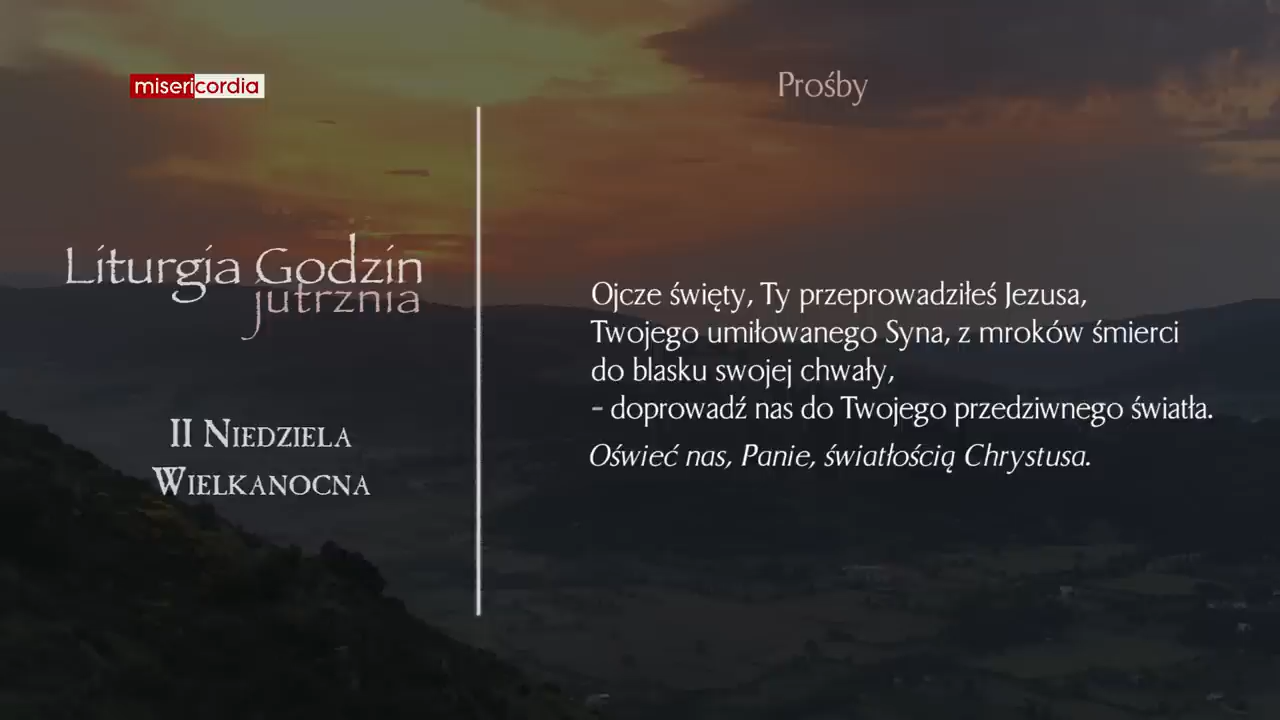 misericordia
Liturgia Godzin
jutrznia
II Niedziela
Wielkanocna
Prośby
Ojcze święty, Ty przeprowadziłeś Jezusa,
Twojego umiłowanego Syna, z mroków śmierci
do blasku swojej chwały,
- doprowadź nas do Twojego przedziwnego światła.
Oświeć nas, Panie, światłością Chrystusa.